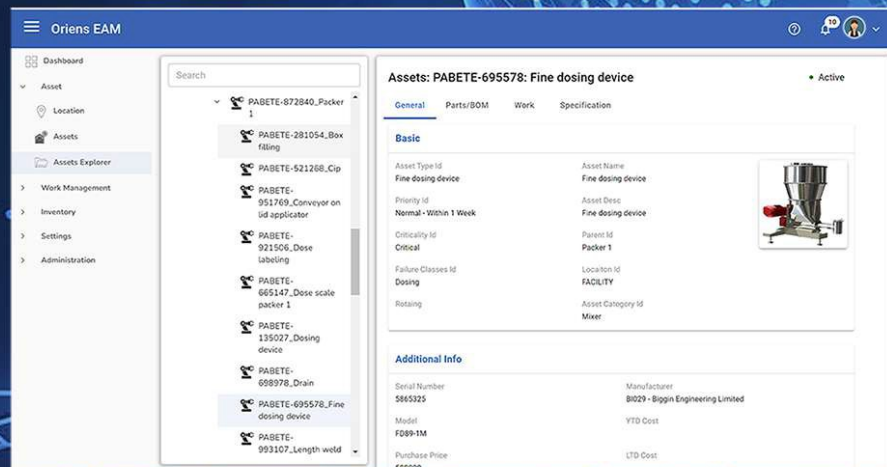 Oriens EAM
10
Dashboard
Asset
Location
Assets
Assets Explorer
Work Management
Inventory
Settings
Administration
Search
PABETE-872840_Packer
1
PABETE-281054_Box
filling
PABETE-521268_Cip
PABETE-
951769_Conveyor on
lid applicator
PABETE-
921506_Dose
labeling
PABETE-
665147_Dose scale
packer 1
PABETE-
135027_Dosing
device
PABETE-
698978_Drain
PABETE-695578_Fine
dosing device
PABETE-
993107_Length weld
Assets: PABETE-695578: Fine dosing device
Active
General Parts/BOM Work Specification
Basic
Asset Type Id Asset Name
Fine dosing device Fine dosing device
Priority Id Asset Desc
Normal - Within 1 Week Fine dosing device
Criticality Id Parent Id
Critical Packer 1
Failure Classes Id Locaiton Id
Dosing FACILITY
Rotaing Asset Category Id
Mixer
Additional Info
Serial Number Manufacturer
5865325 BI029 - Biggin Engineering Limited
Model YTD Cost
FD89-1M
Purchase Price LTD Cost